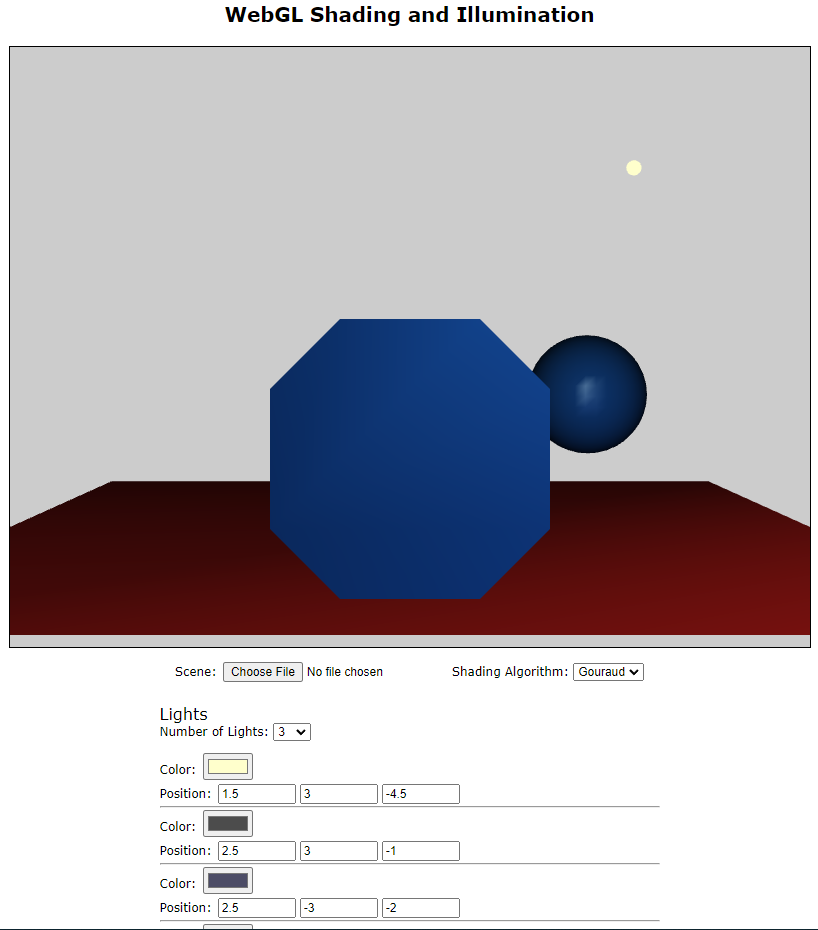 WebGL Shading and Illumination
Scene: Choose File No file chosen Shading Algorithm: Gouraud
Lights
Number of Lights: 3
Color:
Position: 1.5 3 -4.5
Color:
Position: 2.5 3 -1
Color:
Position: 2.5 -3 -2